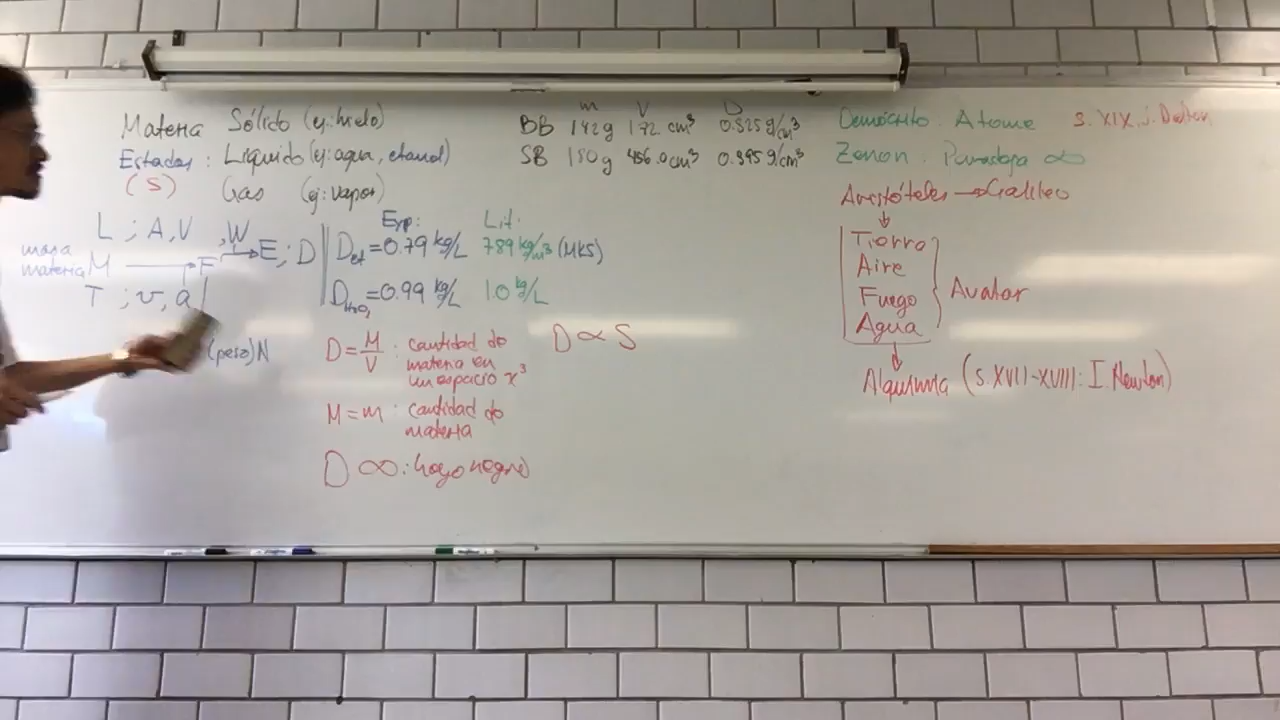 Materia Sólido (ej: hielo)
Estados : Líquido (ej: agua, etanol)
(S) Gas (ej: vapor)
L ; A, V
masa
materia M → F , W → E ; D
T ; v, a
(peso) N
Exp: Lit.
D et = 0.79 kg/L 789 kg/m³ (MKS)
D H₂O = 0.99 kg/L 1.0 kg/L
D = M/V : cantidad de
materia en
un espacio x³
M = m : cantidad de
materia
D ∞ : hoyo negro
D ∝ S
m V D
BB 142g 172 cm³ 0.825 g/cm³
SB 180g 456.0 cm³ 0.395 g/cm³
Demócrito . Atomo s. XIX. J. Dalton
Zenon . Paradoja ∞
Aristóteles → Galileo
Tierra
Aire
Fuego
Agua
Avatar
Alquimia (s. XVII-XVIII: I. Newton)